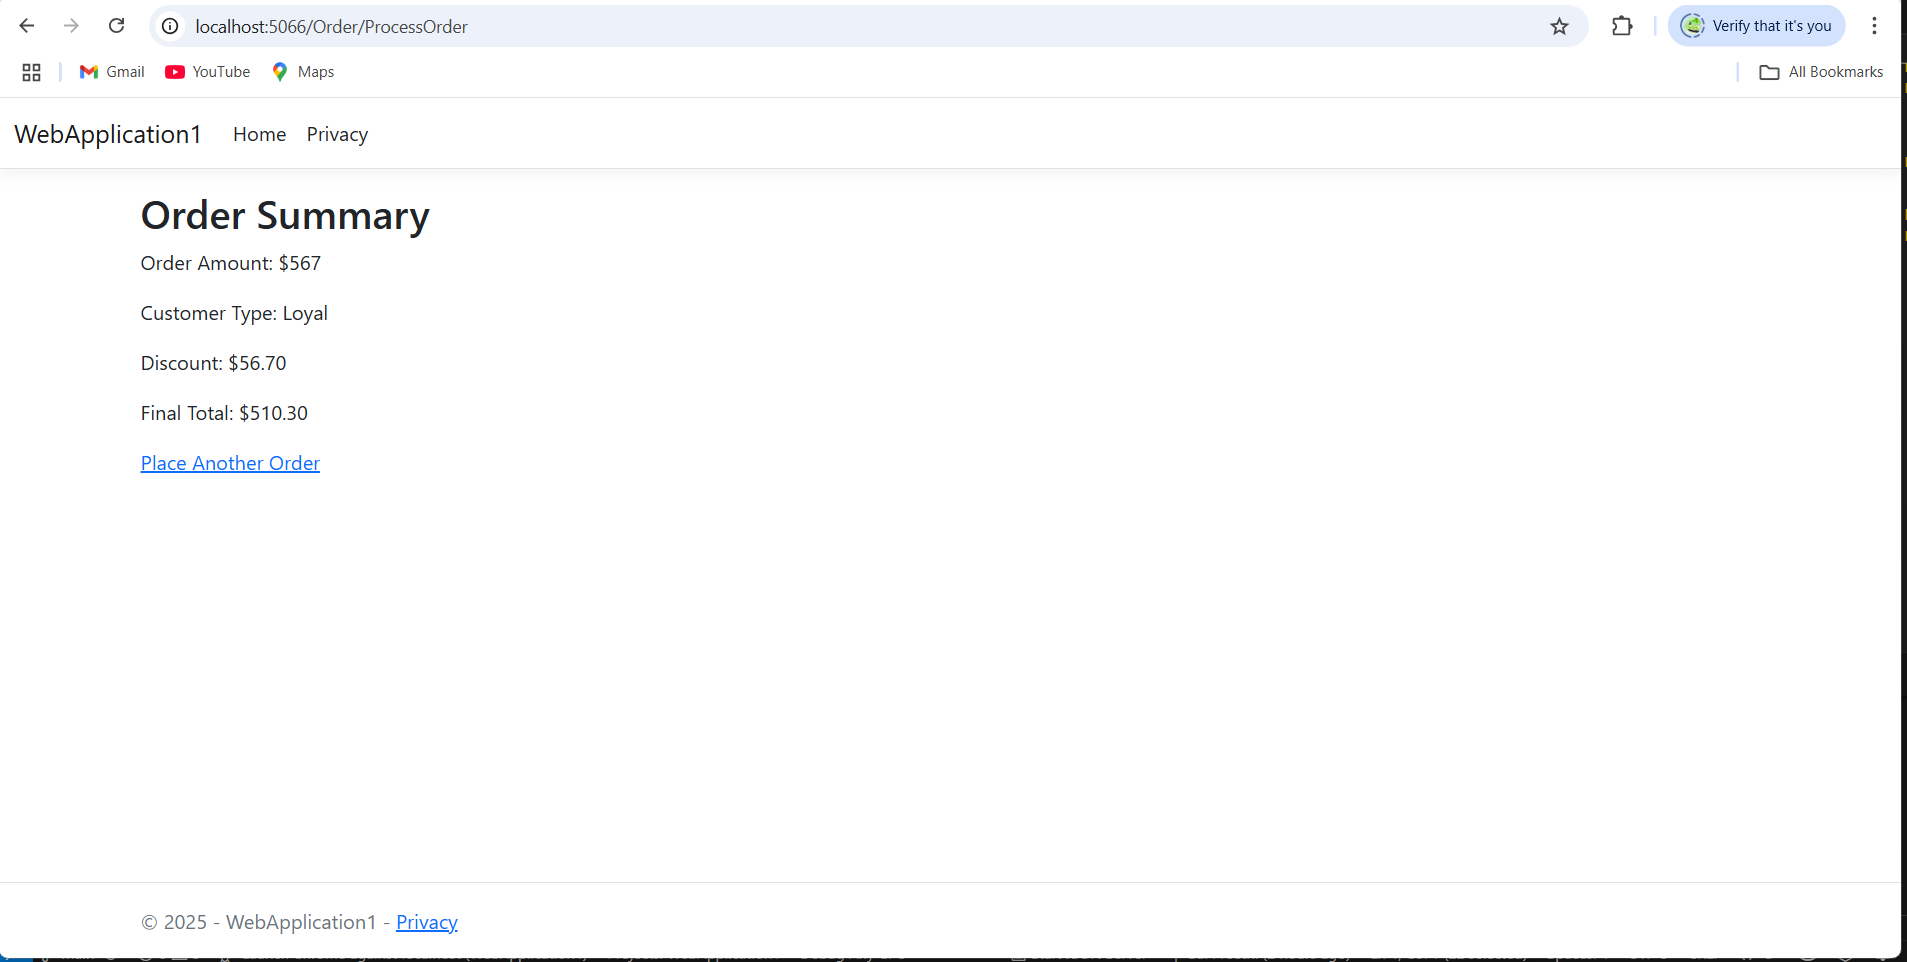 localhost:5066/Order/ProcessOrder
Verify that it's you
Gmail YouTube Maps All Bookmarks
WebApplication1 Home Privacy
Order Summary
Order Amount: $567
Customer Type: Loyal
Discount: $56.70
Final Total: $510.30
Place Another Order
© 2025 - WebApplication1 - Privacy